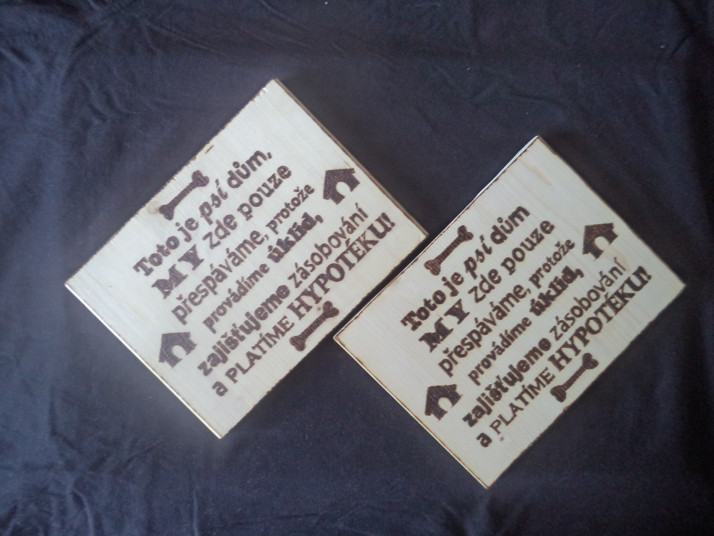 Toto je psí dům.
MY zde pouze
přespáváme, protože
provádíme úklid,
zajišťujeme zásobování
a PLATÍME HYPOTÉKU!
Toto je psí dům
MY zde pouze
přespáváme, protože
provádíme úklid,
zajišťujeme zásobování
a PLATÍME HYPOTÉKU!